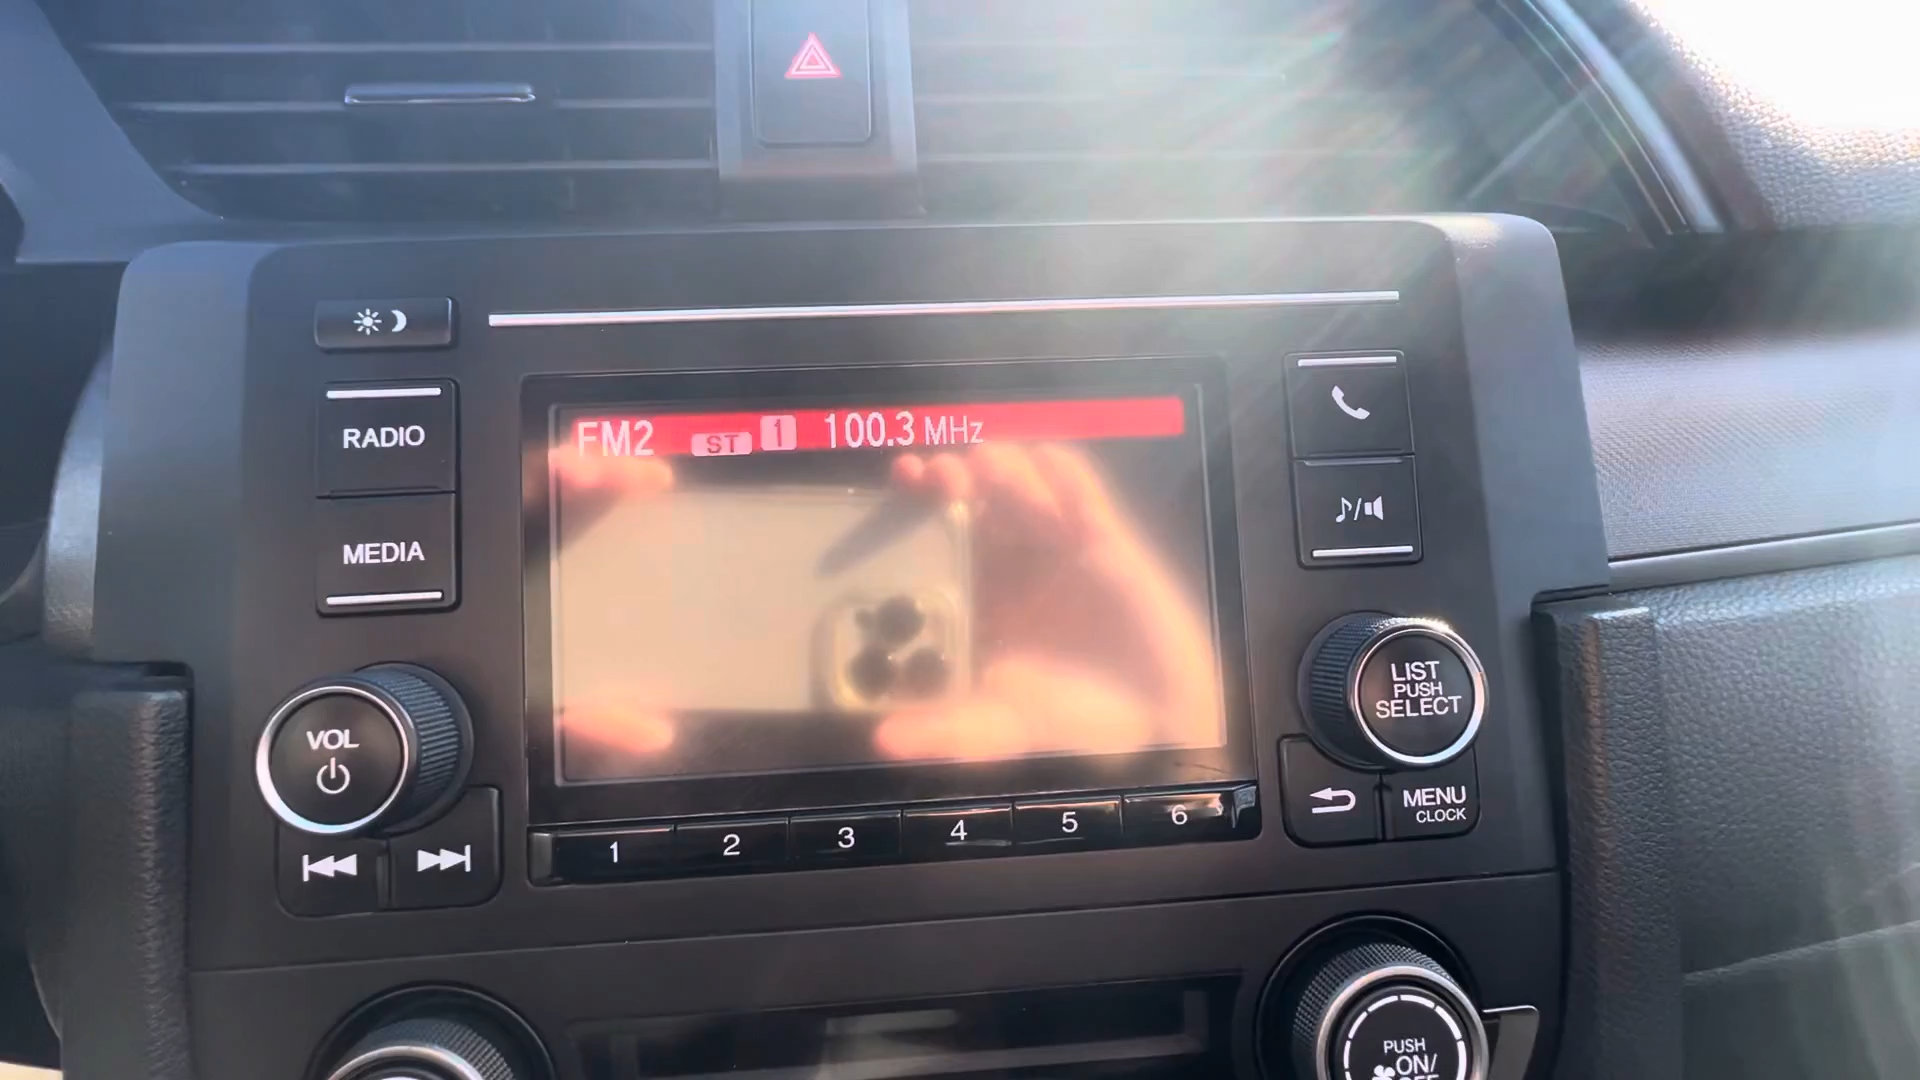 RADIO
MEDIA
VOL
FM2 ST 1 100.3 MHz
1 2 3 4 5 6
LIST
PUSH
SELECT
MENU
CLOCK
PUSH
ON/
OFF